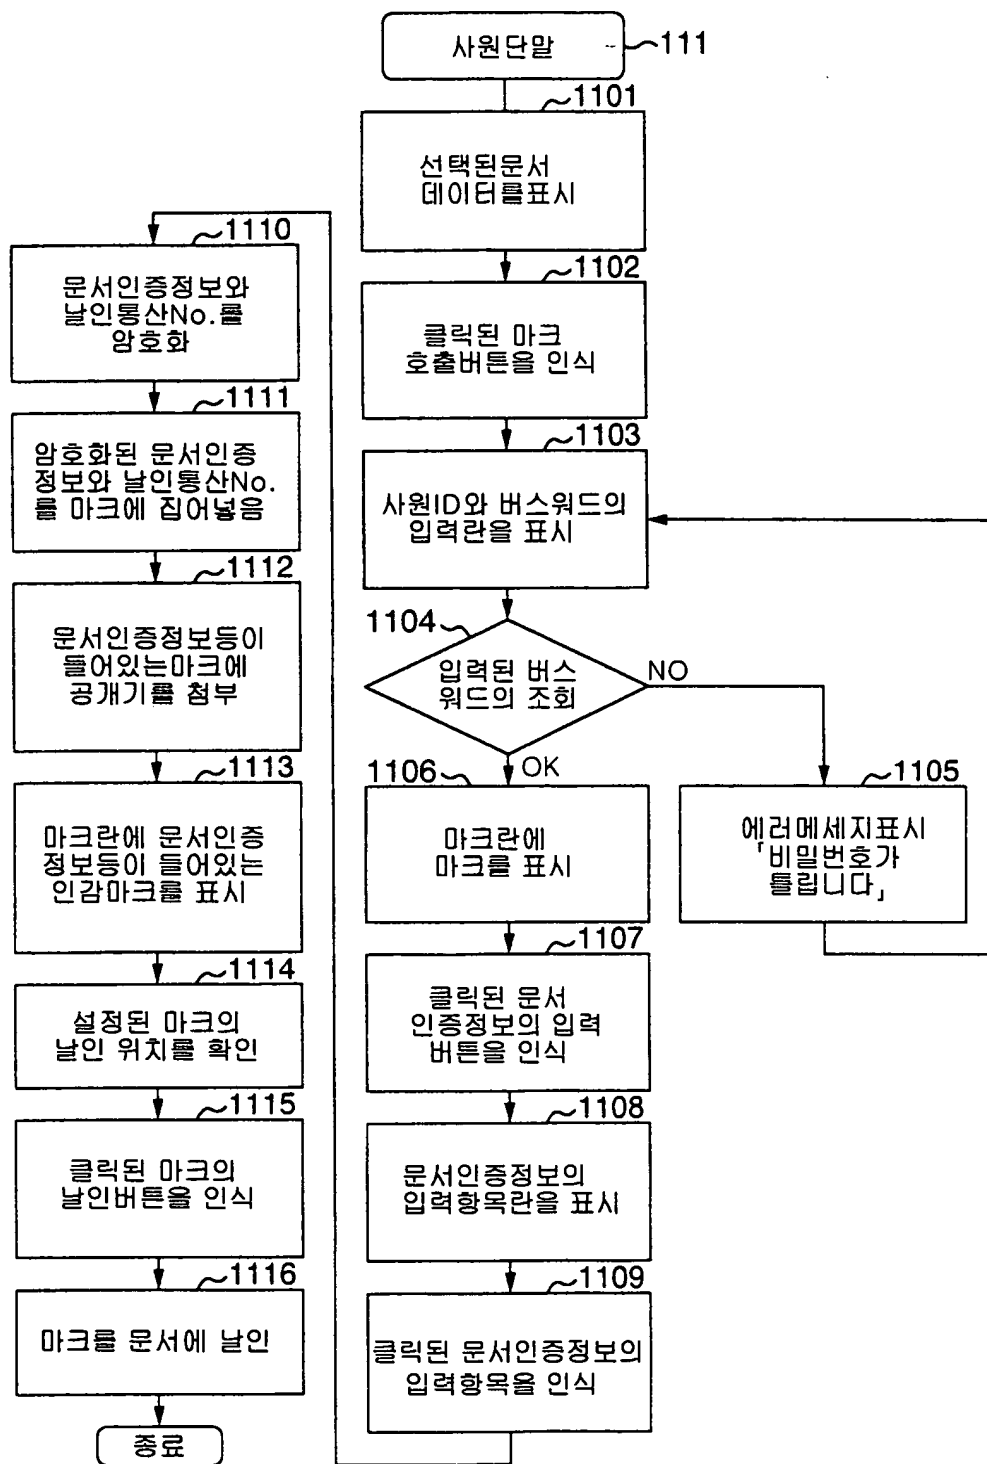 사원단말
111
1101
선택된문서
데이터를표시
1102
클릭된 마크
호출버튼을 인식
1103
사원ID와 버스워드의
입력란을 표시
1104
입력된 버스
워드의 조회
NO
OK
1105
에러메세지표시
「비밀번호가
틀립니다」
1106
마크란에
마크를 표시
1107
클릭된 문서
인증정보의 입력
버튼을 인식
1108
문서인증정보의
입력항목란을 표시
1109
클릭된 문서인증정보의
입력항목을 인식
1110
문서인증정보와
날인통산No.를
암호화
1111
암호화된 문서인증
정보와 날인통산No.
를 마크에 집어넣음
1112
문서인증정보등이
들어있는마크에
공개기를 첨부
1113
마크란에 문서인증
정보등이 들어있는
인감마크를 표시
1114
설정된 마크의
날인 위치를 확인
1115
클릭된 마크의
날인버튼을 인식
1116
마크를 문서에 날인
종료